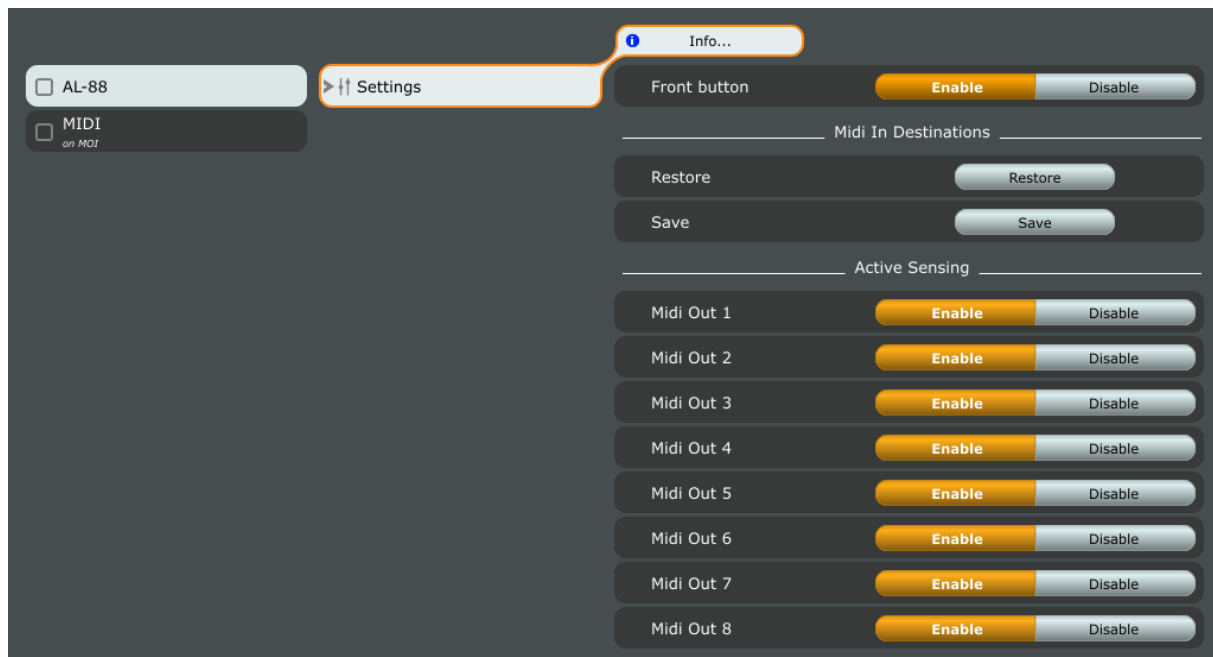 Info...
AL-88
Settings
Front button Enable Disable
MIDI
on MOI
Midi In Destinations
Restore Restore
Save Save
Active Sensing
Midi Out 1 Enable Disable
Midi Out 2 Enable Disable
Midi Out 3 Enable Disable
Midi Out 4 Enable Disable
Midi Out 5 Enable Disable
Midi Out 6 Enable Disable
Midi Out 7 Enable Disable
Midi Out 8 Enable Disable